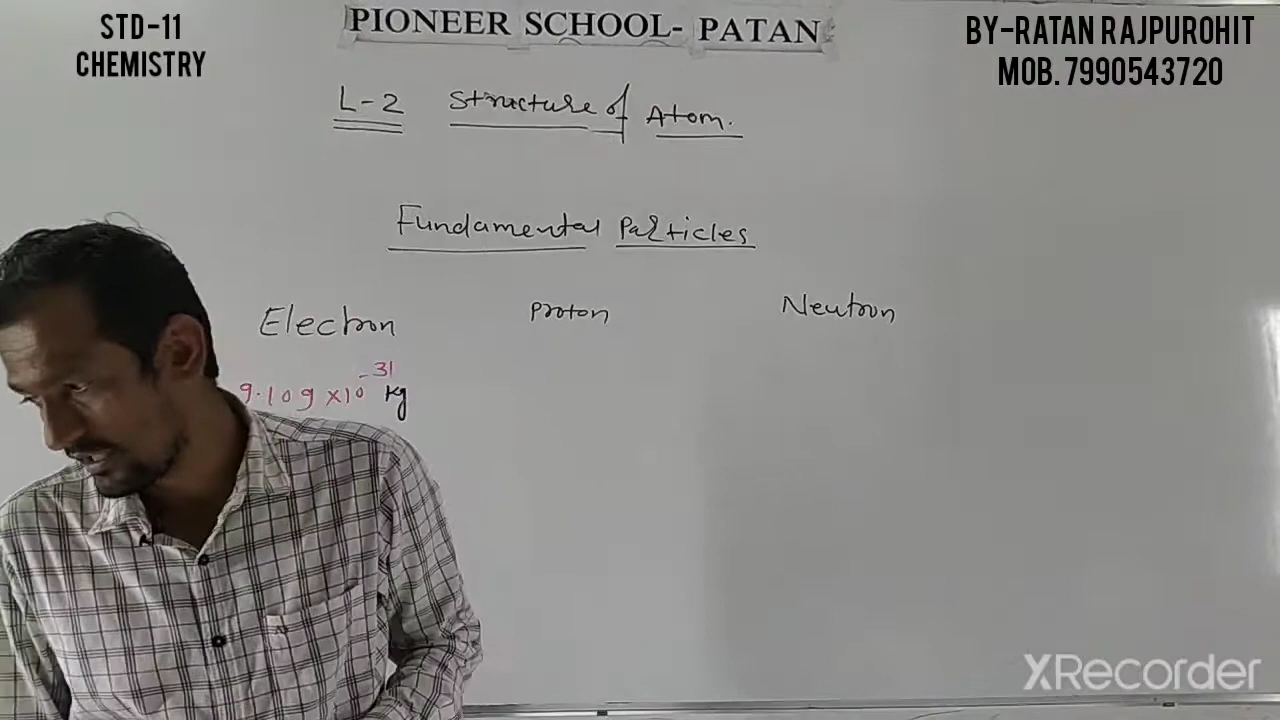 STD-11
CHEMISTRY
PIONEER SCHOOL- PATAN
BY-RATAN RAJPUROHIT
MOB. 7990543720
L-2 Structure of Atom.
Fundamental Particles
Electron Proton Neutron
9.109 ×10⁻³¹ kg
XRecorder